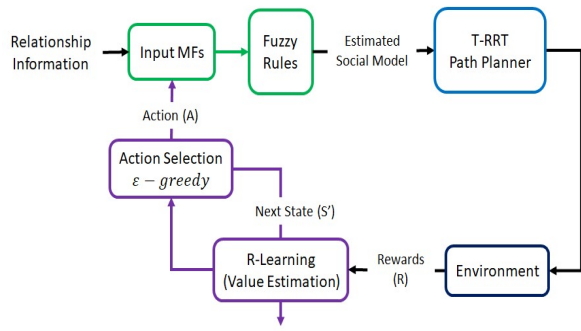 Relationship
Information
Input MFs
Fuzzy
Rules
Estimated
Social Model
T-RRT
Path Planner
Action (A)
Action Selection
ε − greedy
Next State (S’)
R-Learning
(Value Estimation)
Rewards
(R)
Environment